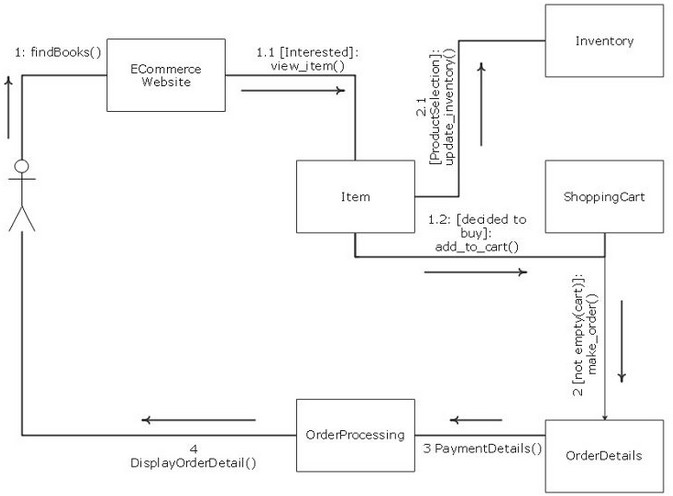 1: findBooks()
ECommerce
Website
1.1 [Interested]:
view_item()
Inventory
2.1
[ProductSelection]:
update_inventory()
Item
ShoppingCart
1.2: [decided to
buy]:
add_to_cart()
2 [not empty(cart)]:
make_order()
OrderProcessing
3 PaymentDetails()
OrderDetails
4
DisplayOrderDetail()